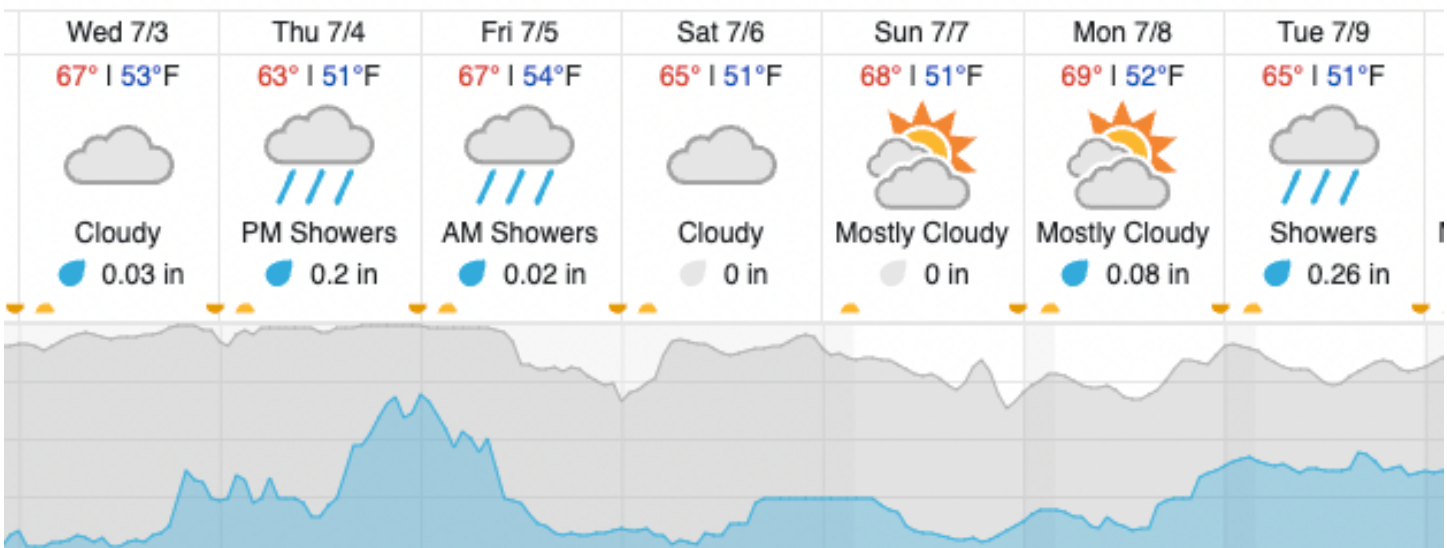 Wed 7/3
Thu 7/4
Fri 7/5
Sat 7/6
Sun 7/7
Mon 7/8
Tue 7/9
67° | 53°F
63° | 51°F
67° | 54°F
65° | 51°F
68° | 51°F
69° | 52°F
65° | 51°F
Cloudy
PM Showers
AM Showers
Cloudy
Mostly Cloudy
Mostly Cloudy
Showers
0.03 in
0.2 in
0.02 in
0 in
0 in
0.08 in
0.26 in